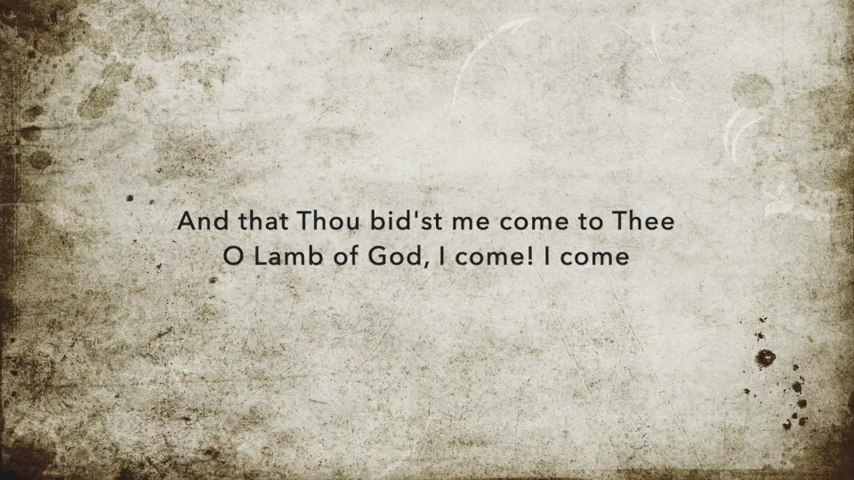 And that Thou bid'st me come to Thee
O Lamb of God, I come! I come